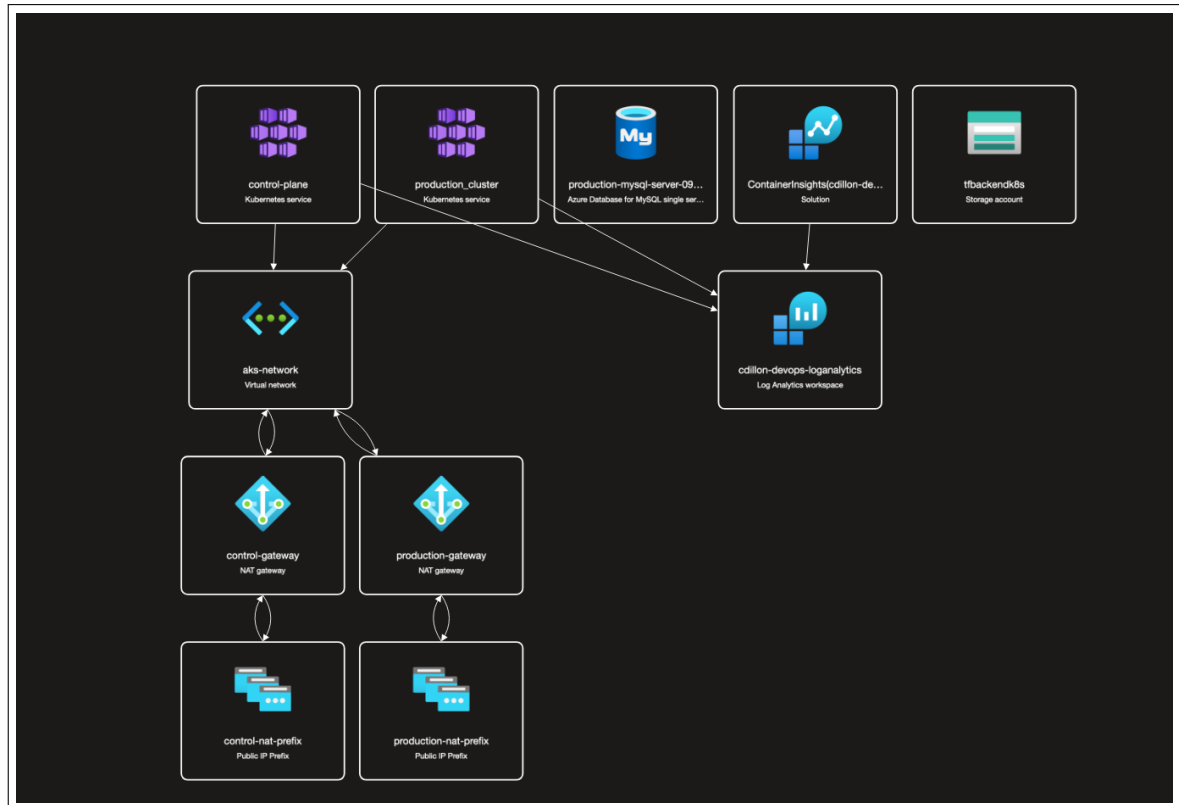 control-plane
Kubernetes service
production_cluster
Kubernetes service
My
production-mysql-server-09...
Azure Database for MySQL single ser...
ContainerInsights(cdillon-de...
Solution
tfbackendk8s
Storage account
aks-network
Virtual network
cdillon-devops-loganalytics
Log Analytics workspace
control-gateway
NAT gateway
production-gateway
NAT gateway
control-nat-prefix
Public IP Prefix
production-nat-prefix
Public IP Prefix